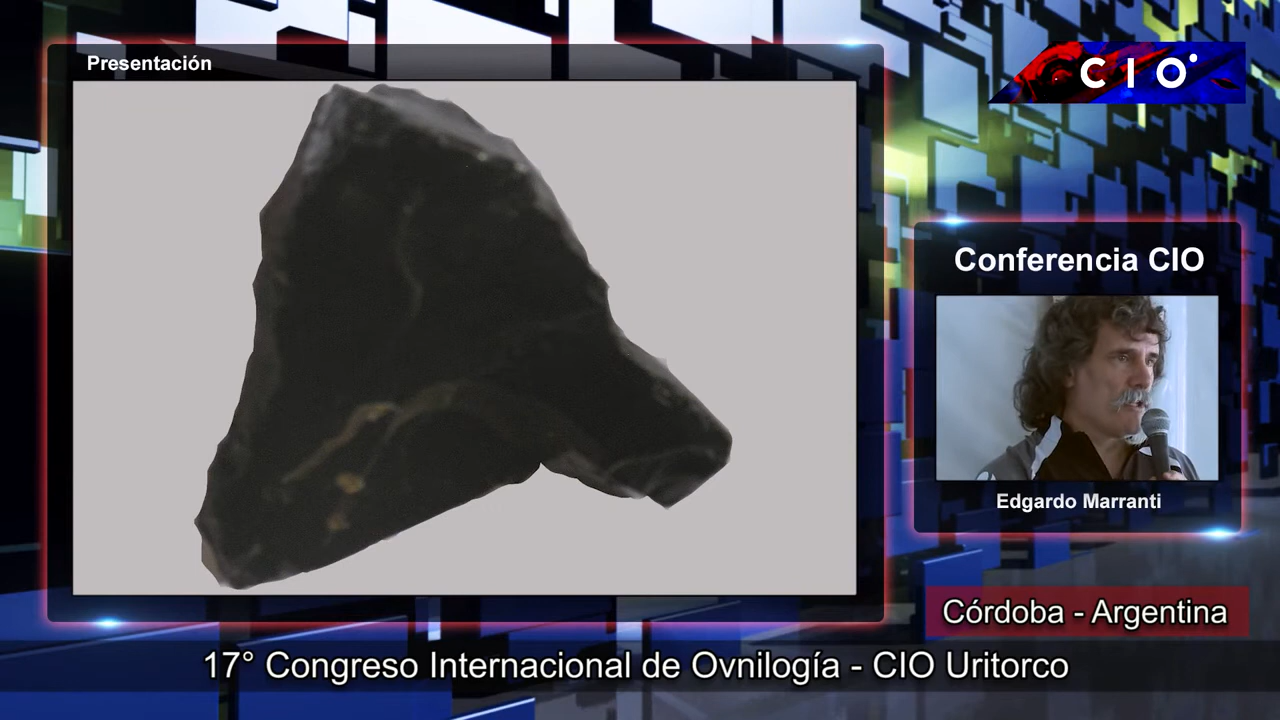 Presentación
CIO
Conferencia CIO
Edgardo Marranti
Córdoba - Argentina
17° Congreso Internacional de Ovnilogía - CIO Uritorco